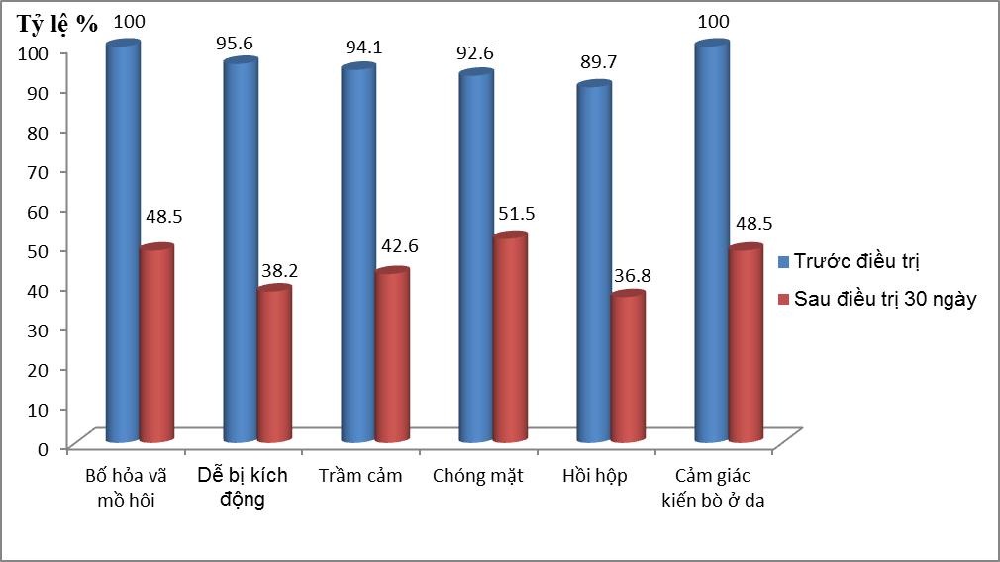 Tỷ lệ %
100
95.6
94.1
92.6
89.7
100
48.5
38.2
42.6
51.5
36.8
48.5
100
90
80
70
60
50
40
30
20
10
0
Trước điều trị
Sau điều trị 30 ngày
Bố hỏa vã
mồ hôi
Dễ bị kích
động
Trầm cảm
Chóng mặt
Hồi hộp
Cảm giác
kiến bò ở da